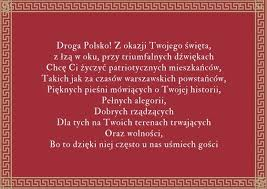 Droga Polsko! Z okazji Twojego święta,
z łzą w oku, przy triumfalnych dźwiękach
Chcę Ci życzyć patriotycznych mieszkańców,
Takich jak za czasów warszawskich powstańców,
Pięknych pieśni mówiących o Twojej historii,
Pełnych alegorii,
Dobrych rządzących
Dla tych na Twoich terenach trwających
Oraz wolności,
Bo to dzięki niej często u nas uśmiech gości